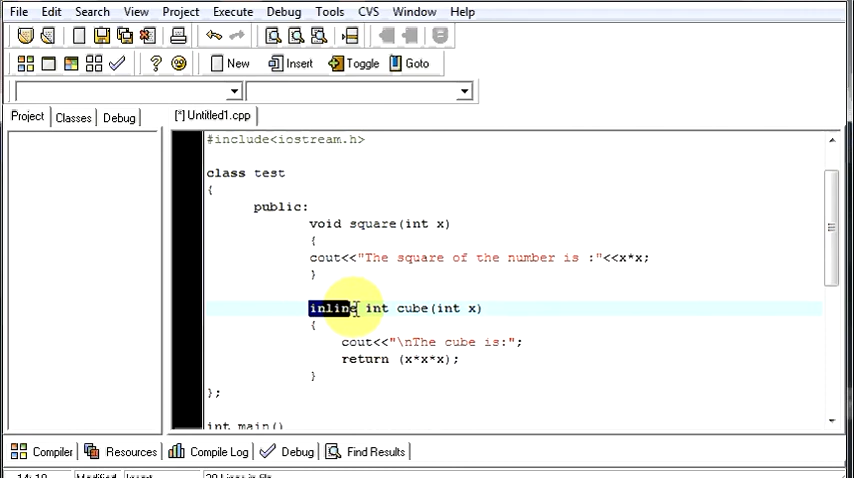 File Edit Search View Project Execute Debug Tools CVS Window Help
New Insert Toggle Goto
Project Classes Debug [*] Untitled1.cpp
#include<iostream.h>
class test
{
public:
void square(int x)
{
cout<<"The square of the number is :"<<x*x;
}
inline int cube(int x)
{
cout<<"\nThe cube is:";
return (x*x*x);
}
};
int main()
Compiler Resources Compile Log Debug Find Results